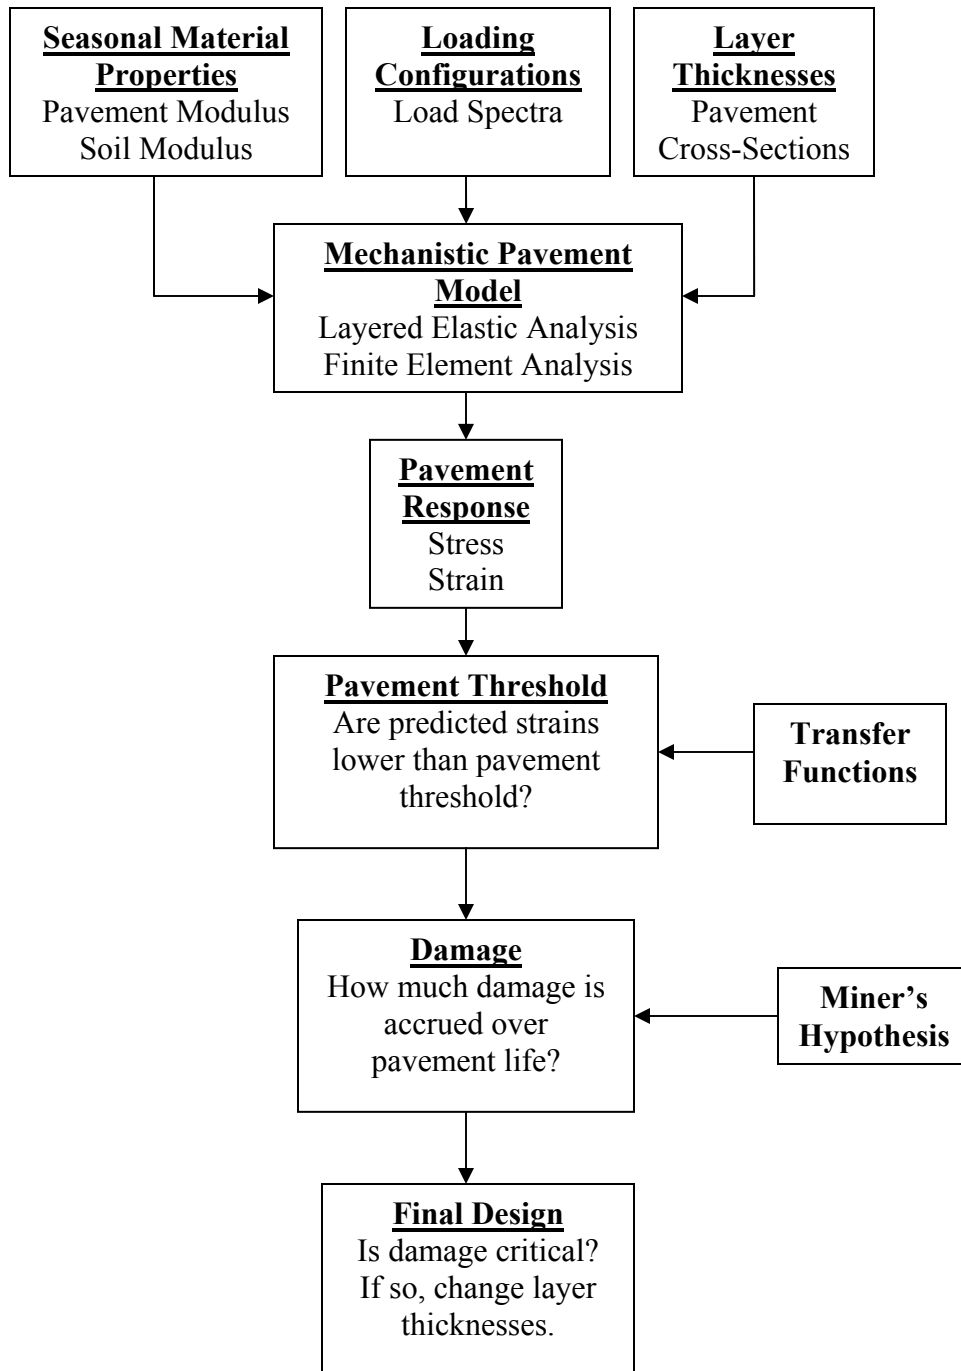 Seasonal Material
Properties
Pavement Modulus
Soil Modulus
Loading
Configurations
Load Spectra
Layer
Thicknesses
Pavement
Cross-Sections
Mechanistic Pavement
Model
Layered Elastic Analysis
Finite Element Analysis
Pavement
Response
Stress
Strain
Pavement Threshold
Are predicted strains
lower than pavement
threshold?
Transfer
Functions
Damage
How much damage is
accrued over
pavement life?
Miner’s
Hypothesis
Final Design
Is damage critical?
If so, change layer
thicknesses.